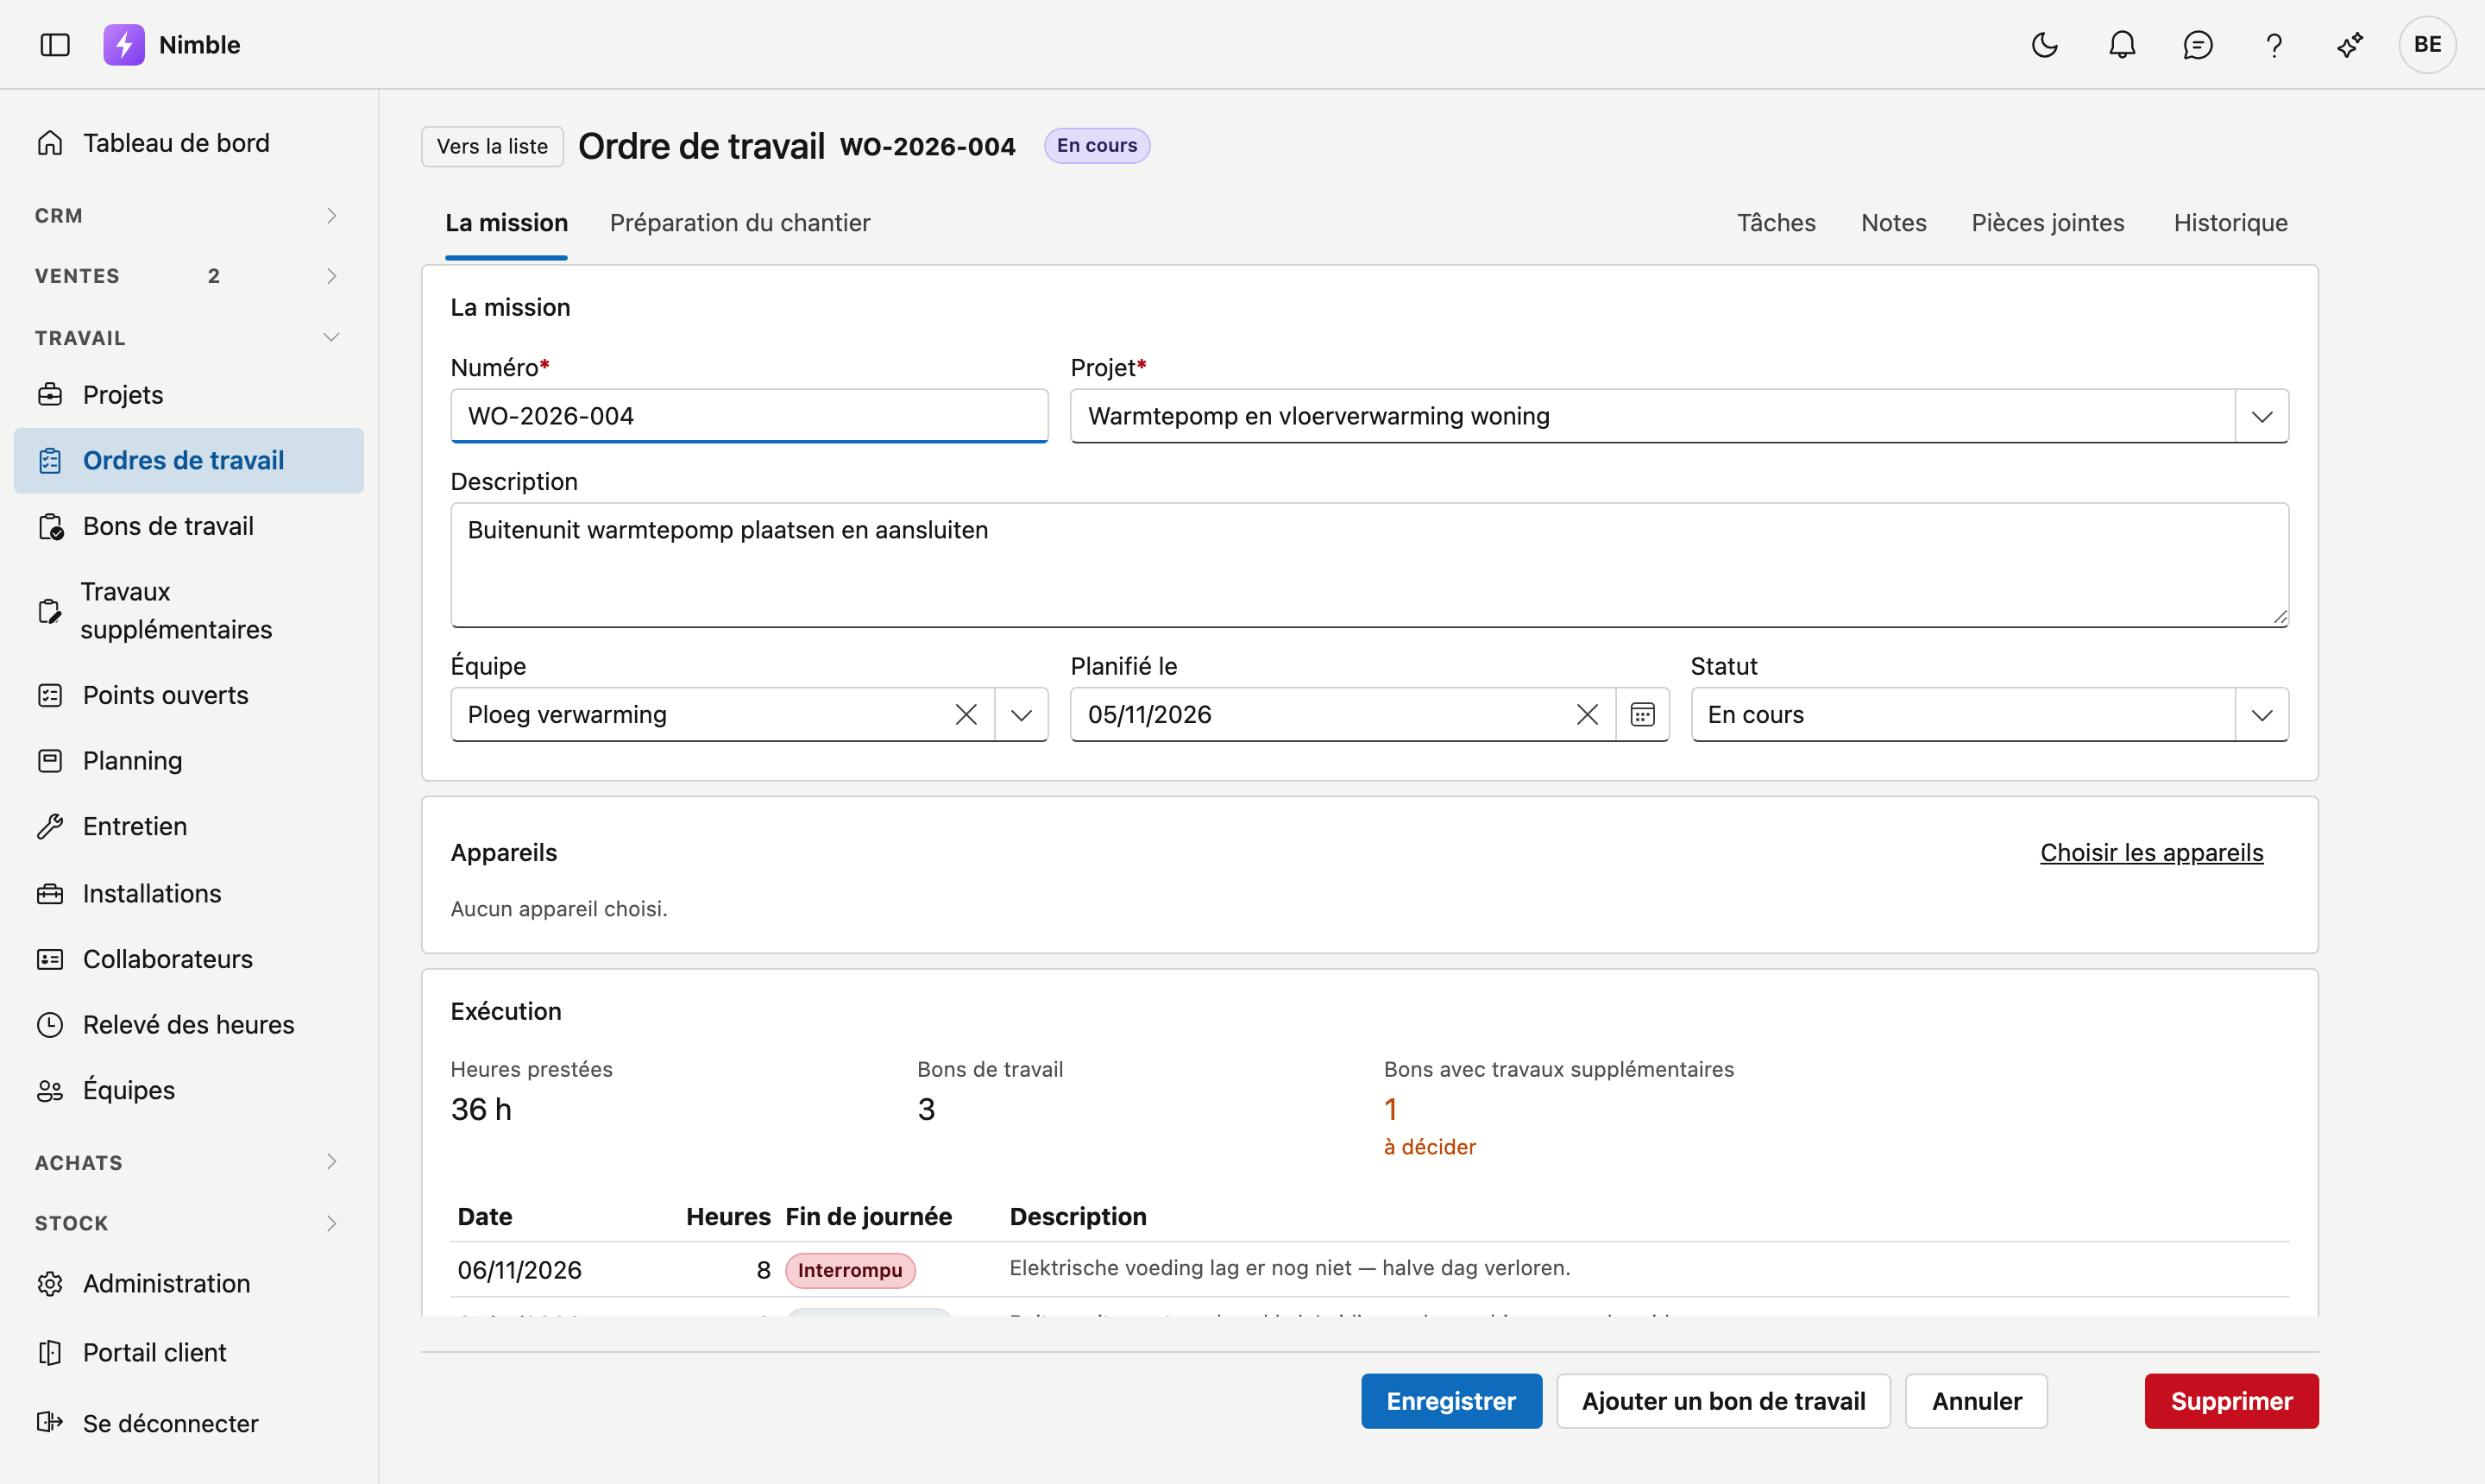 Nimble
BE
Tableau de bord
CRM
VENTES 2
TRAVAIL
Projets
Ordres de travail
Bons de travail
Travaux
supplémentaires
Points ouverts
Planning
Entretien
Installations
Collaborateurs
Relevé des heures
Équipes
ACHATS
STOCK
Administration
Portail client
Se déconnecter
Vers la liste Ordre de travail WO-2026-004 En cours
La mission Préparation du chantier Tâches Notes Pièces jointes Historique
La mission
Numéro* Projet*
WO-2026-004 Warmtepomp en vloerverwarming woning
Description
Buitenunit warmtepomp plaatsen en aansluiten
Équipe Planifié le Statut
Ploeg verwarming 05/11/2026 En cours
Appareils Choisir les appareils
Aucun appareil choisi.
Exécution
Heures prestées Bons de travail Bons avec travaux supplémentaires
36 h 3 1
à décider
Date Heures Fin de journée Description
06/11/2026 8 Interrompu Elektrische voeding lag er nog niet — halve dag verloren.
Enregistrer Ajouter un bon de travail Annuler Supprimer